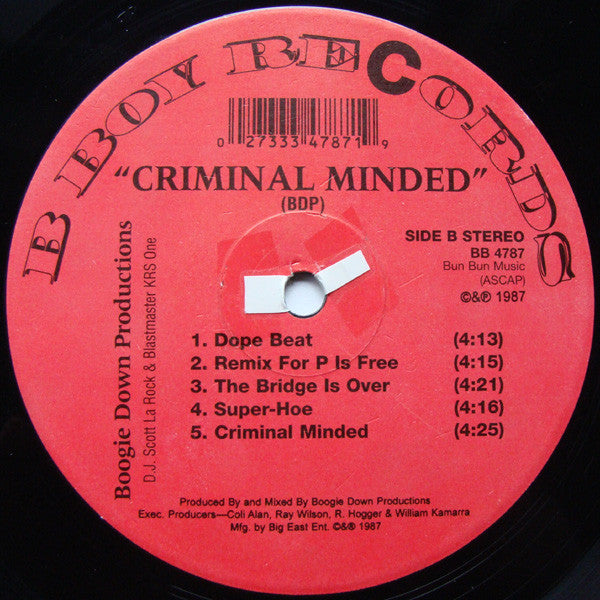 B BOY RECORDS
0 27333 47871 9
"CRIMINAL MINDED"
(BDP)
Boogie Down Productions
D.J. Scott La Rock & Blastmaster KRS One
SIDE B STEREO
BB 4787
Bun Bun Music
(ASCAP)
©&℗ 1987
1. Dope Beat (4:13)
2. Remix For P Is Free (4:15)
3. The Bridge Is Over (4:21)
4. Super-Hoe (4:16)
5. Criminal Minded (4:25)
Produced By and Mixed By Boogie Down Productions
Exec. Producers—Coli Alan, Ray Wilson, R. Hogger & William Kamarra
Mfg. by Big East Ent. ©&℗ 1987